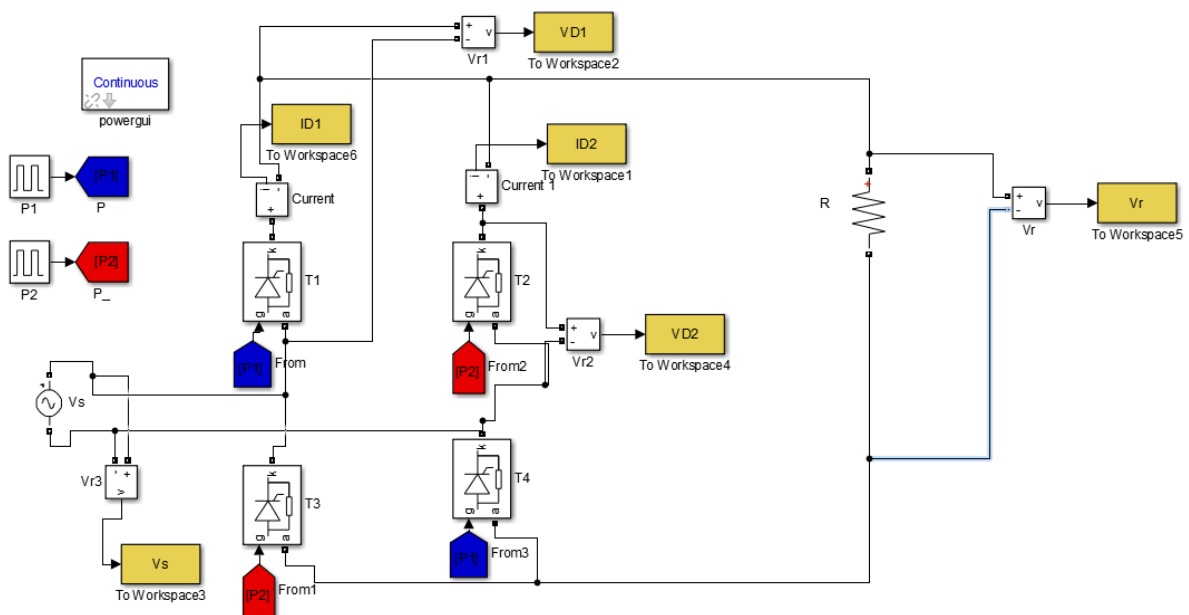 +
-
v
Vr1
VD1
To Workspace2
Continuous
powergui
ID1
To Workspace6
ID2
To Workspace1
P1
[P1]
P
i
-
+
Current
i
-
+
Current 1
R
+
+
-
v
Vr
Vr
To Workspace5
P2
[P2]
P_
k
g
a
T1
k
g
a
T2
+
-
v
Vr2
VD2
To Workspace4
[P1]
From
[P2]
From2
Vs
-
+
v
Vr3
k
g
a
T3
k
g
a
T4
Vs
To Workspace3
[P2]
From1
[P1]
From3